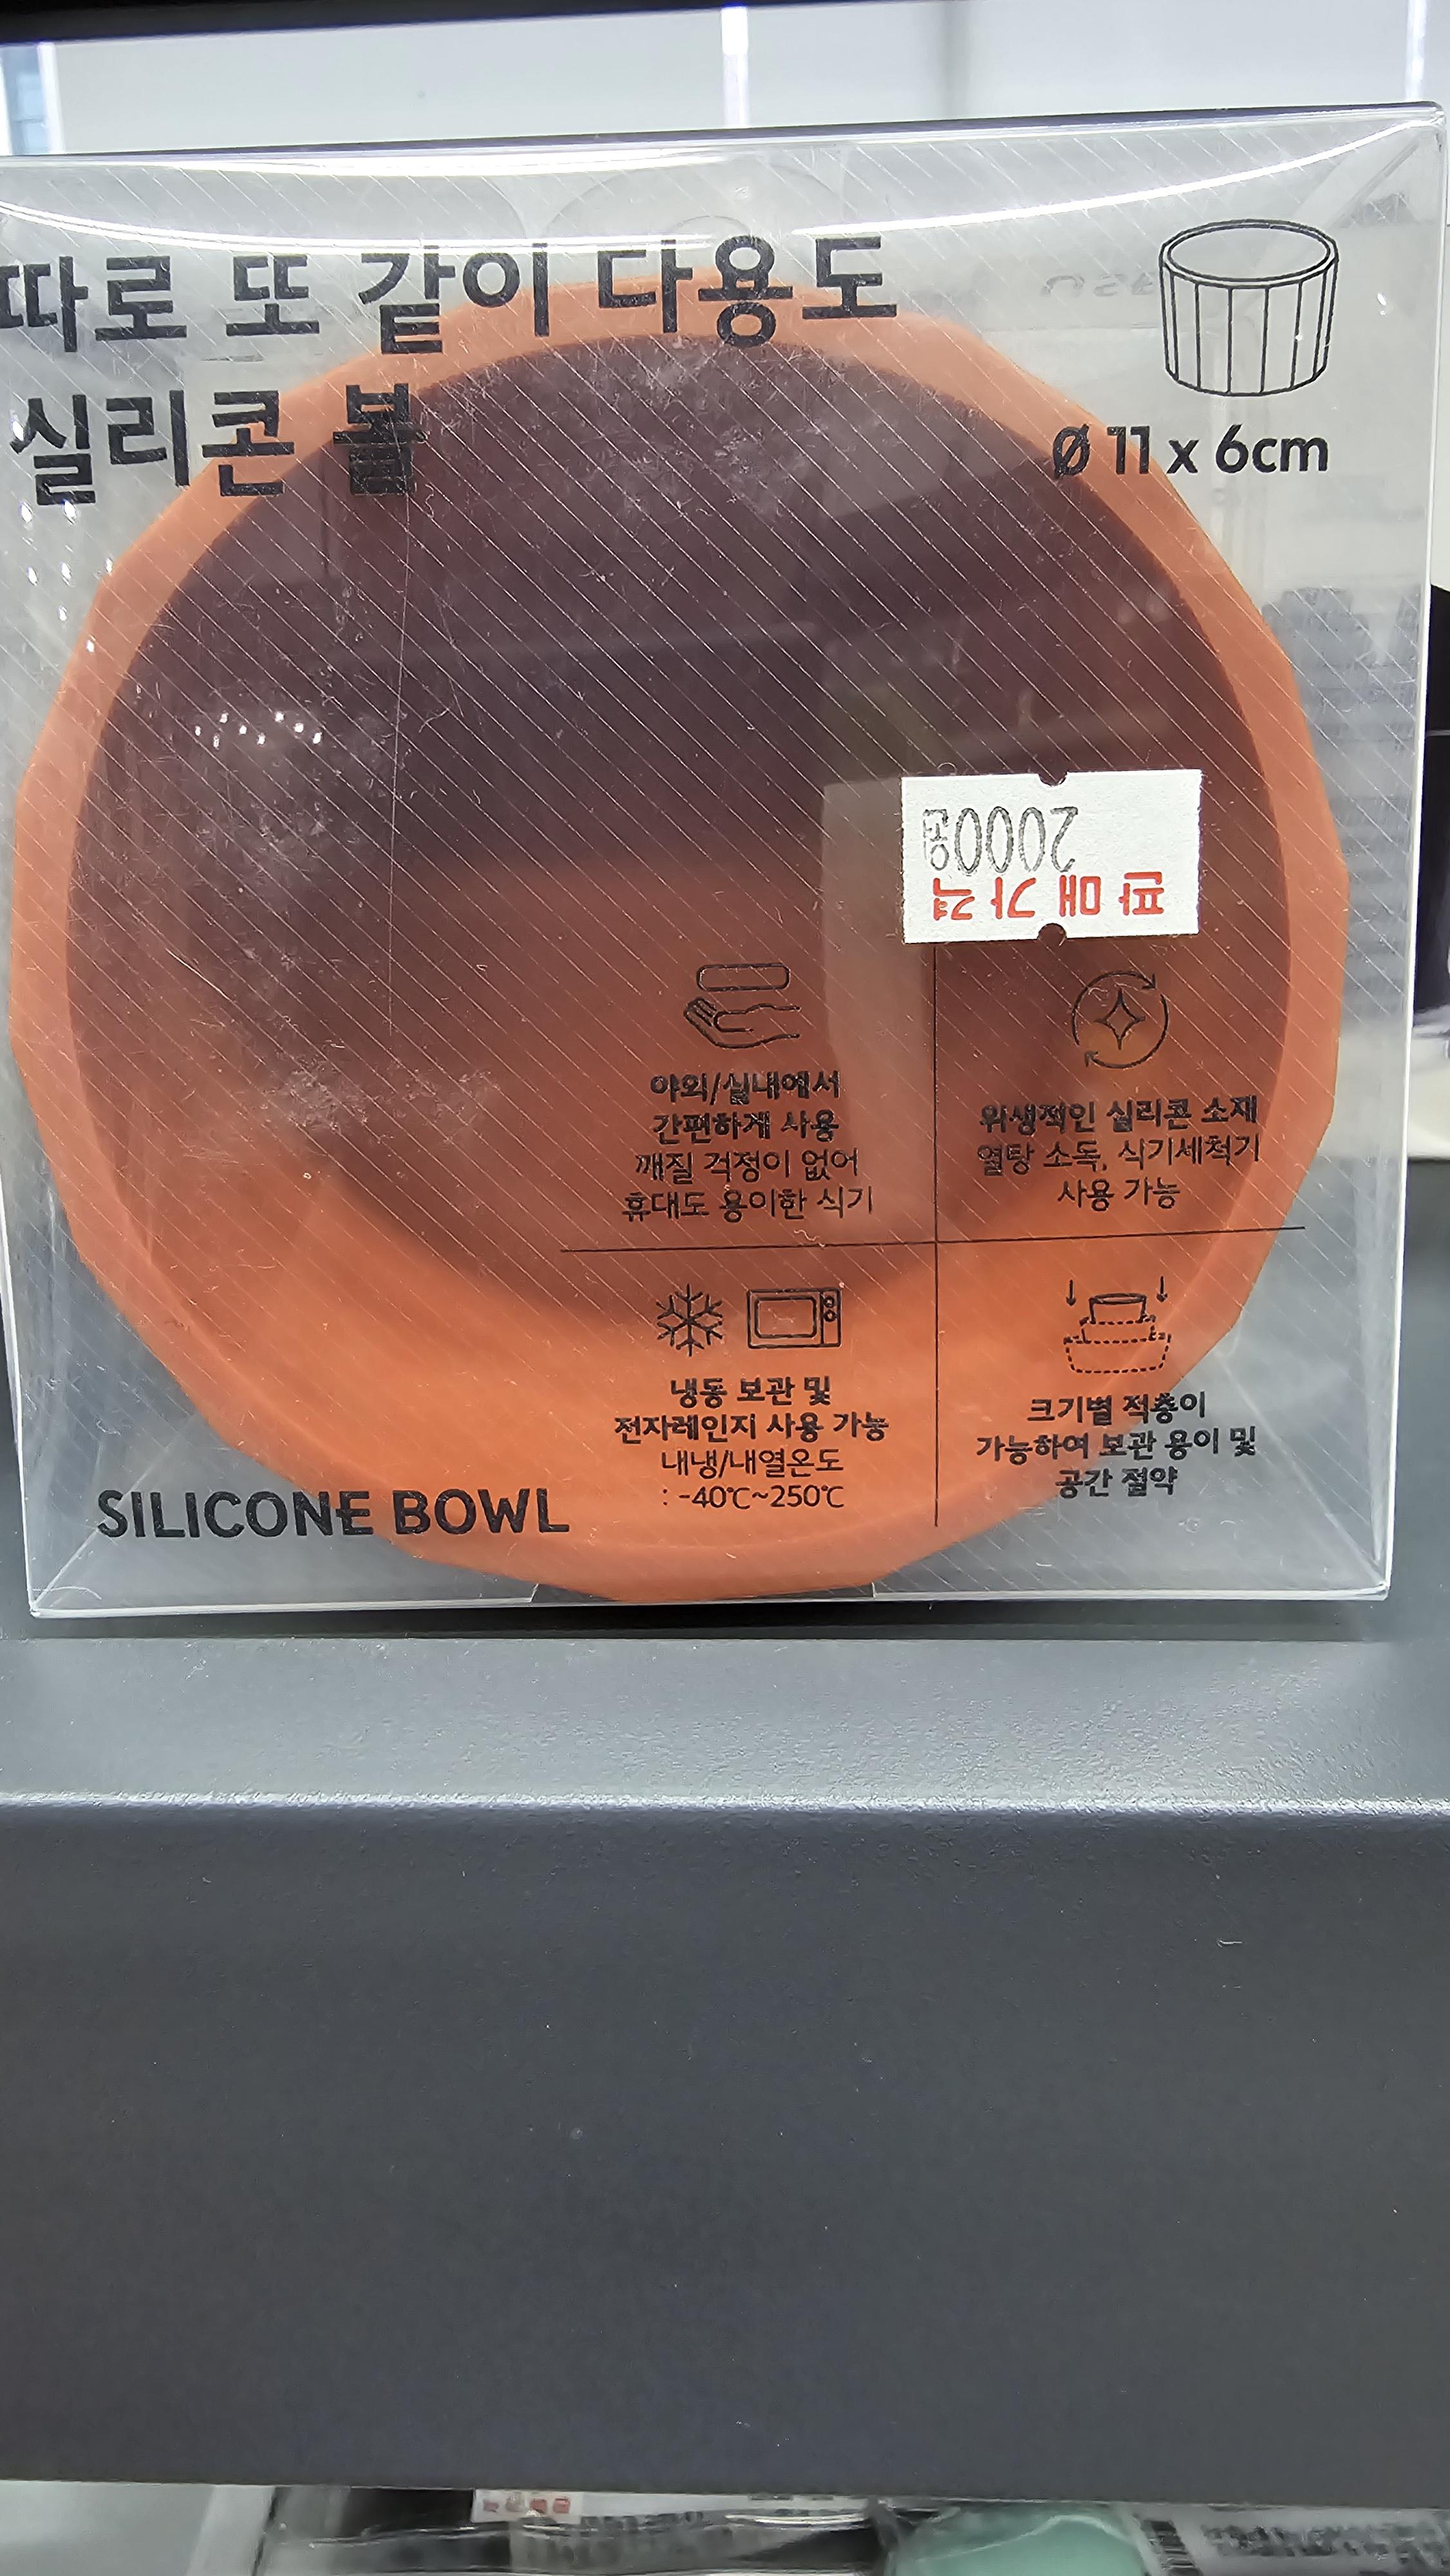 따로 또 같이 다용도
실리콘 볼
Ø 11 x 6cm
2000원
판매가격
야외/실내에서
간편하게 사용
깨질 걱정이 없어
휴대도 용이한 식기
위생적인 실리콘 소재
열탕 소독, 식기세척기
사용 가능
냉동 보관 및
전자레인지 사용 가능
내냉/내열온도
: -40℃~250℃
크기별 적층이
가능하여 보관 용이 및
공간 절약
SILICONE BOWL